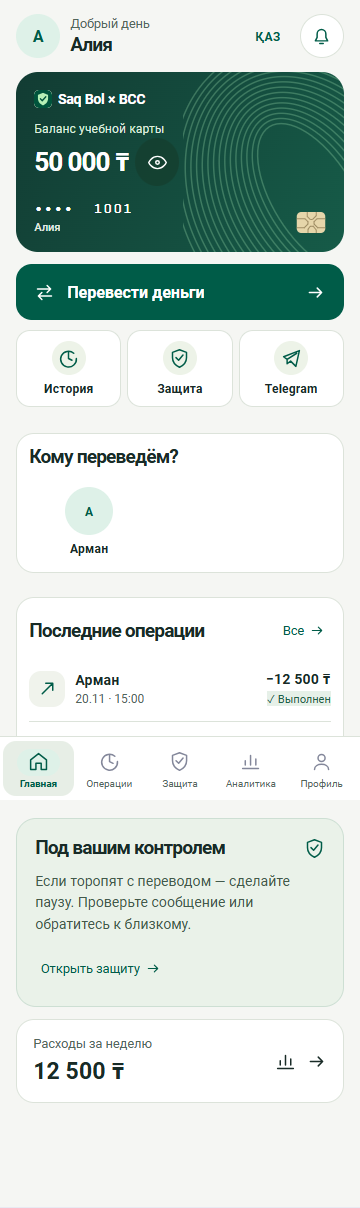 А
Добрый день
Алия
ҚАЗ
Saq Bol × BCC
Баланс учебной карты
50 000 ₸
•••• 1001
Алия
Перевести деньги
История
Защита
Telegram
Кому переведём?
А
Арман
Последние операции
Все
Арман
−12 500 ₸
20.11 · 15:00
✓ Выполнен
Главная
Операции
Защита
Аналитика
Профиль
Под вашим контролем
Если торопят с переводом — сделайте
паузу. Проверьте сообщение или
обратитесь к близкому.
Открыть защиту
Расходы за неделю
12 500 ₸